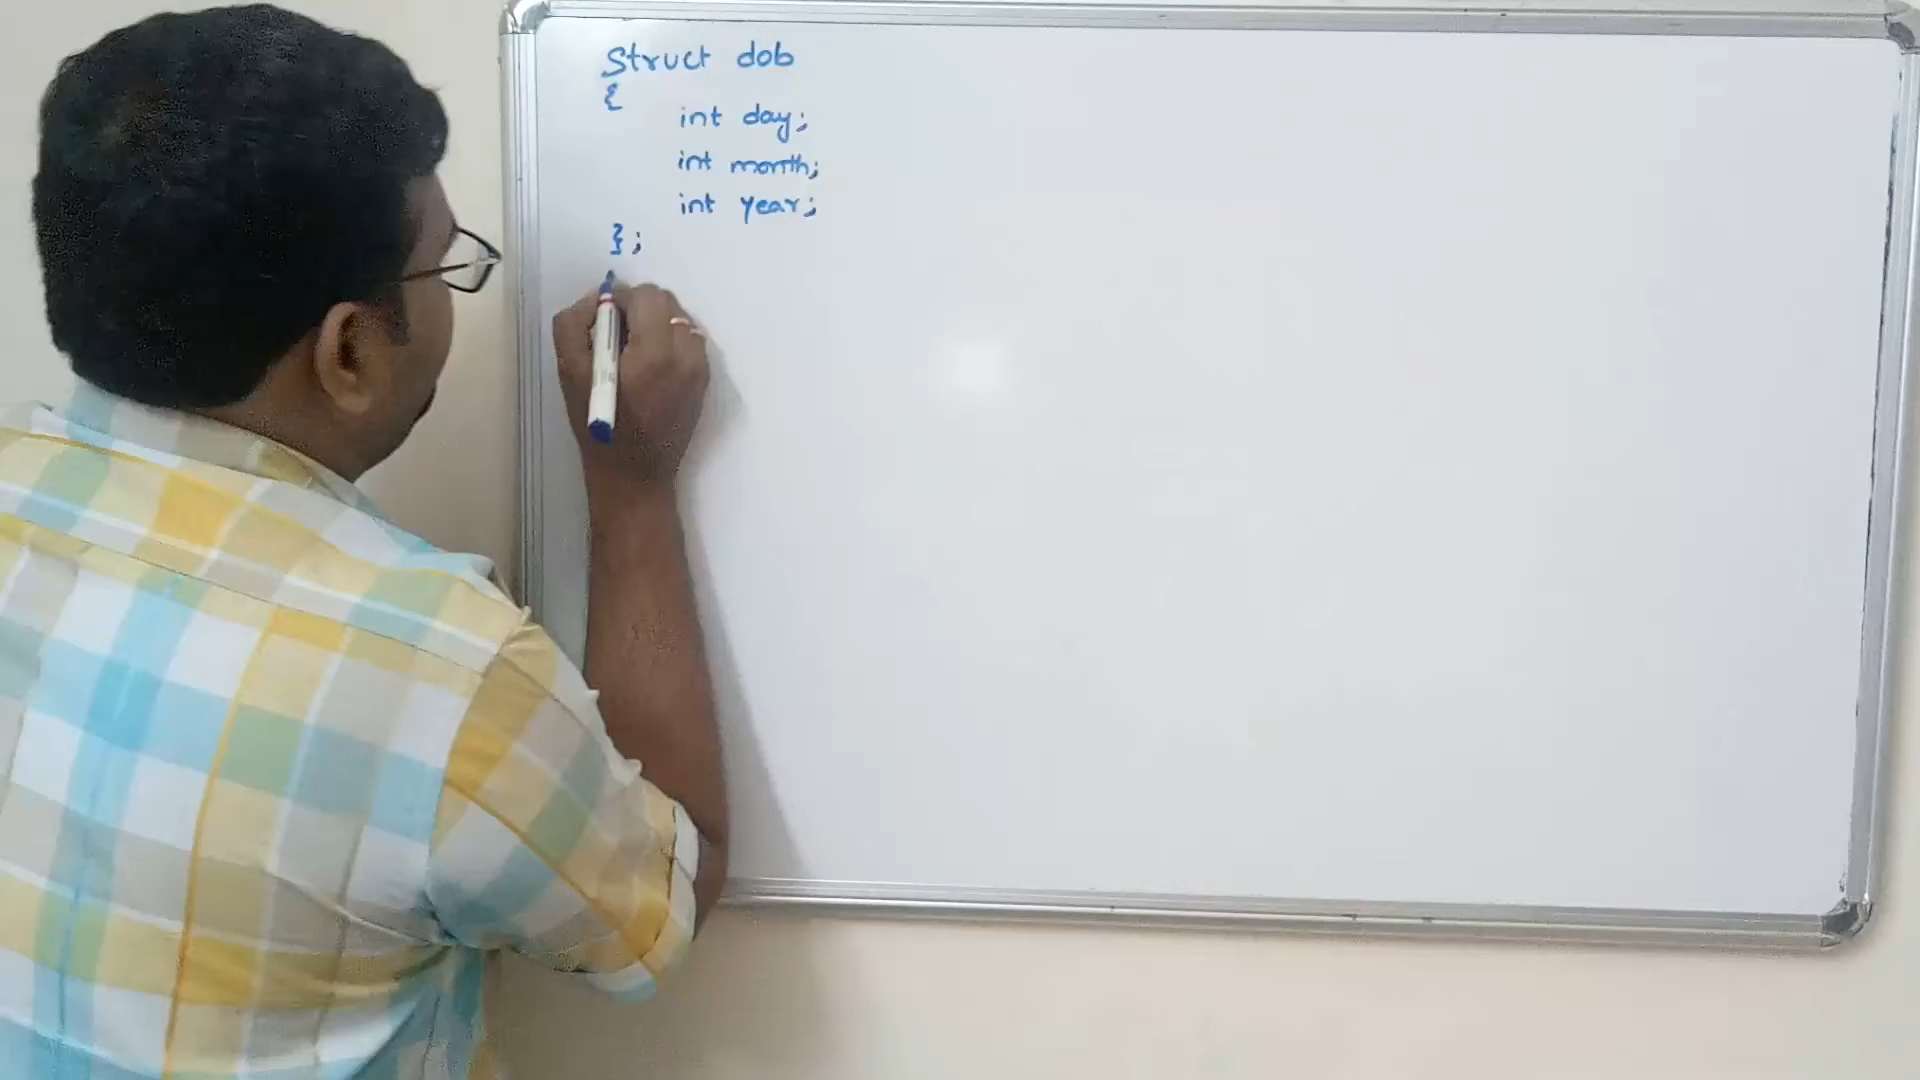 Struct dob
{
int day;
int month;
int year;
};